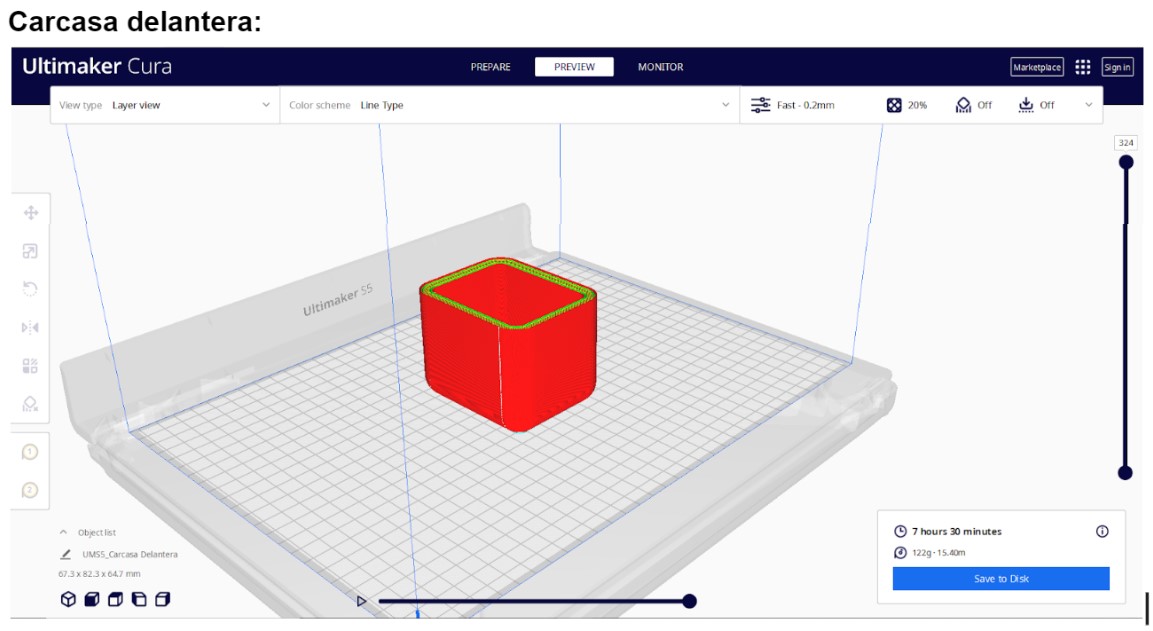 Carcasa delantera:
Ultimaker Cura
PREPARE
PREVIEW
MONITOR
Marketplace
Sign in
View type Layer view
Color scheme Line Type
Fast - 0.2mm
20%
Off
Off
324
Ultimaker S5
1
2
Object list
UMS5_Carcasa Delantera
67.3 x 82.3 x 64.7 mm
7 hours 30 minutes
122g · 15.40m
Save to Disk